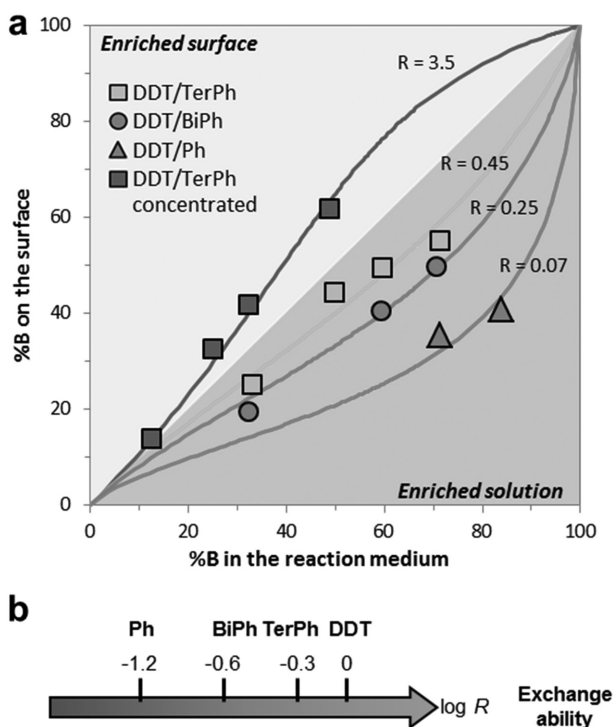 a
100
80
60
40
20
0
%B on the surface
Enriched surface
DDT/TerPh
DDT/BiPh
DDT/Ph
DDT/TerPh
concentrated
R = 3.5
R = 0.45
R = 0.25
R = 0.07
Enriched solution
0 20 40 60 80 100
%B in the reaction medium
b
Ph BiPh TerPh DDT
-1.2 -0.6 -0.3 0
log R
Exchange
ability